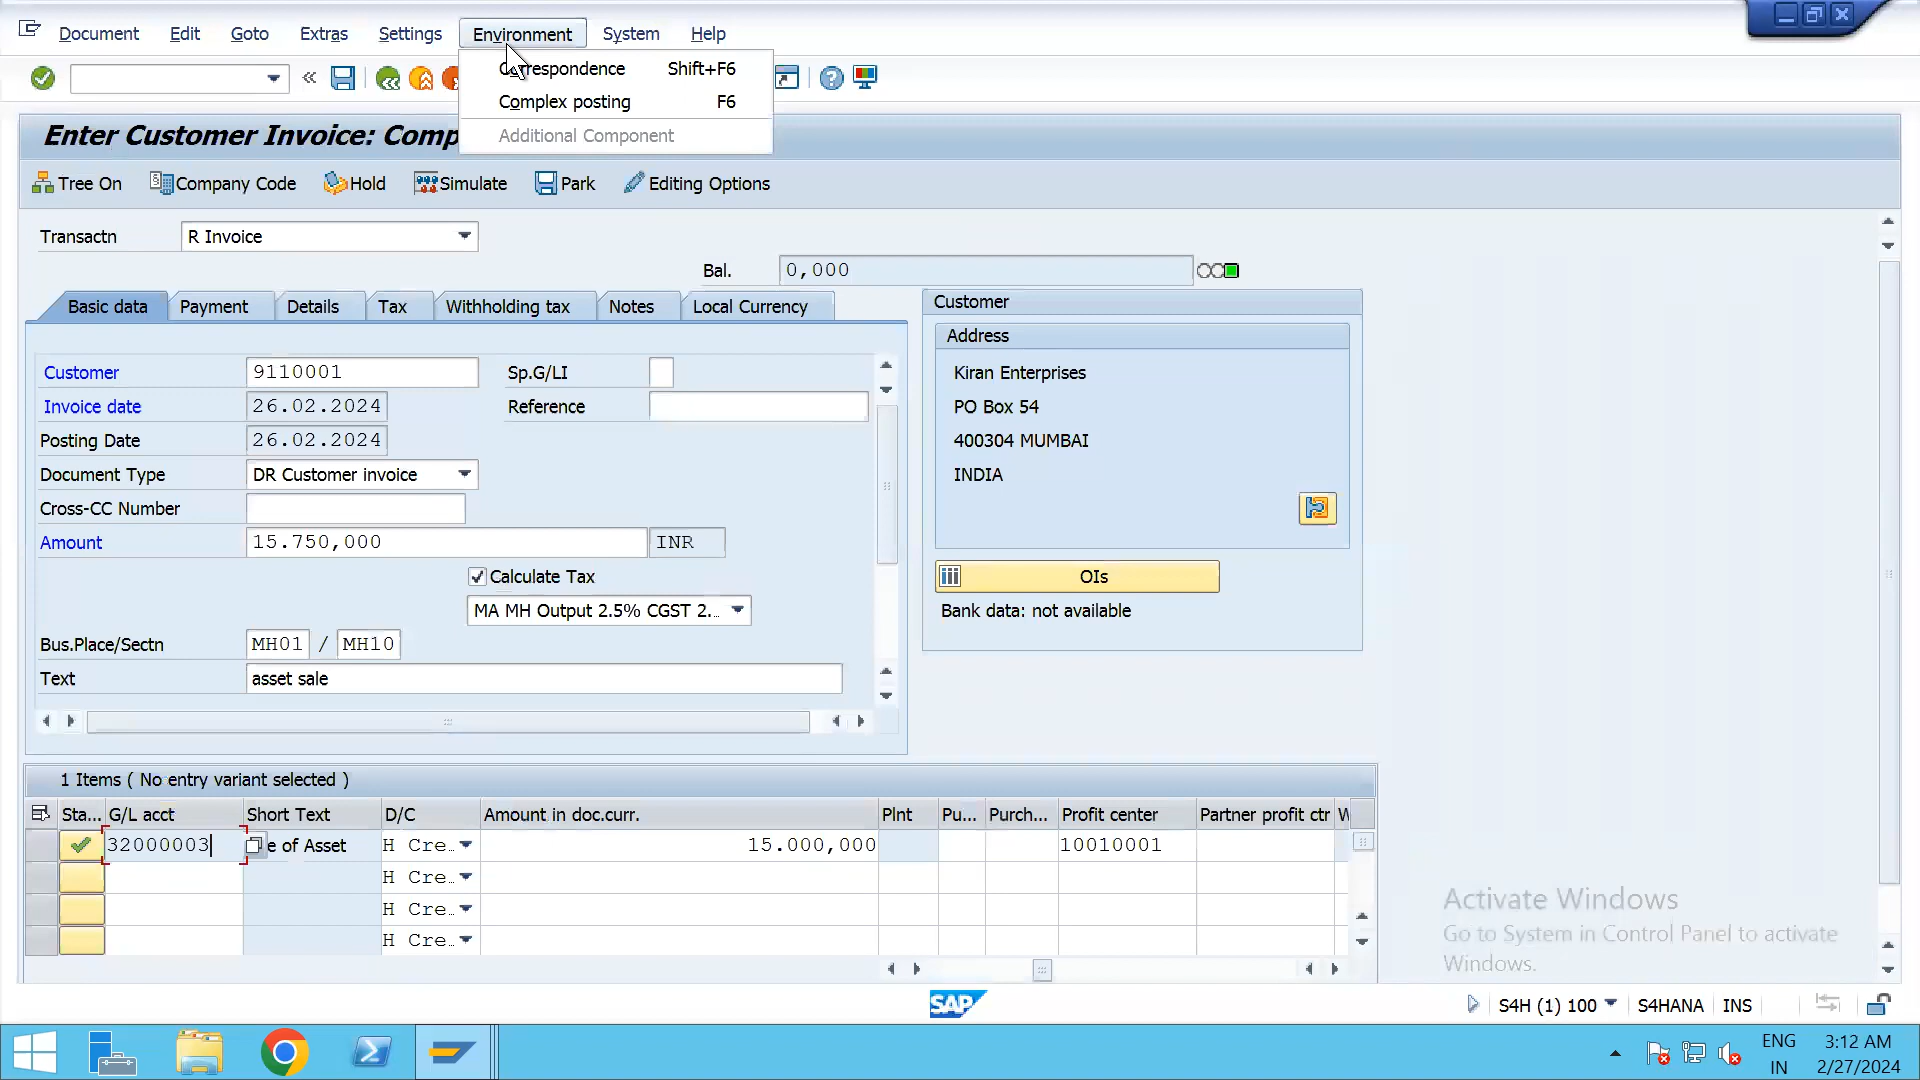 Document Edit Goto Extras Settings Environment System Help
Correspondence Shift+F6
Complex posting F6
Additional Component
Enter Customer Invoice: Comp
Tree On Company Code Hold Simulate Park Editing Options
Transactn R Invoice
Bal. 0,000
Basic data Payment Details Tax Withholding tax Notes Local Currency
Customer 9110001 Sp.G/LI
Invoice date 26.02.2024 Reference
Posting Date 26.02.2024
Document Type DR Customer invoice
Cross-CC Number
Amount 15.750,000 INR
Calculate Tax
MA MH Output 2.5% CGST 2...
Bus.Place/Sectn MH01 / MH10
Text asset sale
Customer
Address
Kiran Enterprises
PO Box 54
400304 MUMBAI
INDIA
OIs
Bank data: not available
1 Items ( No entry variant selected )
Sta... G/L acct Short Text D/C Amount in doc.curr. Plnt Pu... Purch... Profit center Partner profit ctr W
32000003 e of Asset H Cre... 15.000,000 10010001
H Cre...
H Cre...
H Cre...
Activate Windows
Go to System in Control Panel to activate
Windows.
SAP S4H (1) 100 S4HANA INS
ENG 3:12 AM
IN 2/27/2024